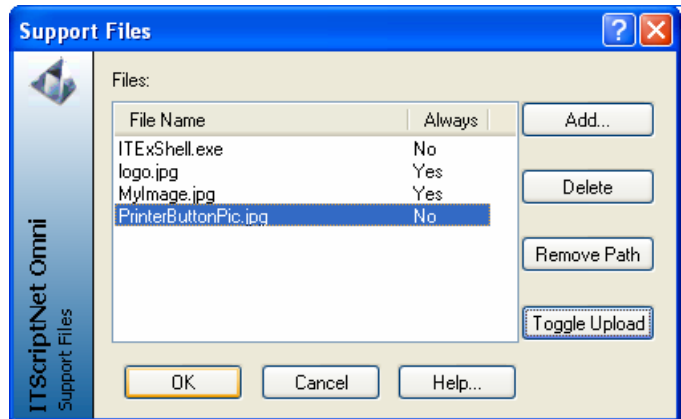 Support Files
Files:
File Name Always
ITExShell.exe No
logo.jpg Yes
MyImage.jpg Yes
PrinterButtonPic.jpg No
Add...
Delete
Remove Path
Toggle Upload
OK Cancel Help...
ITScriptNet Omni
Support Files